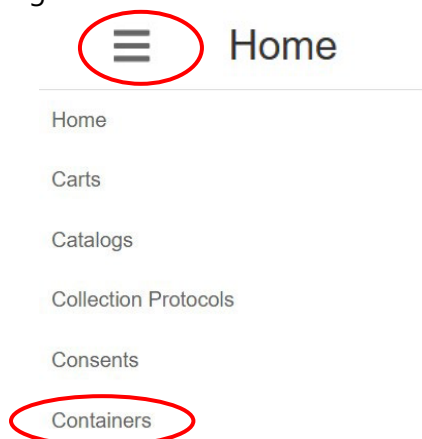 Home
Home
Carts
Catalogs
Collection Protocols
Consents
Containers